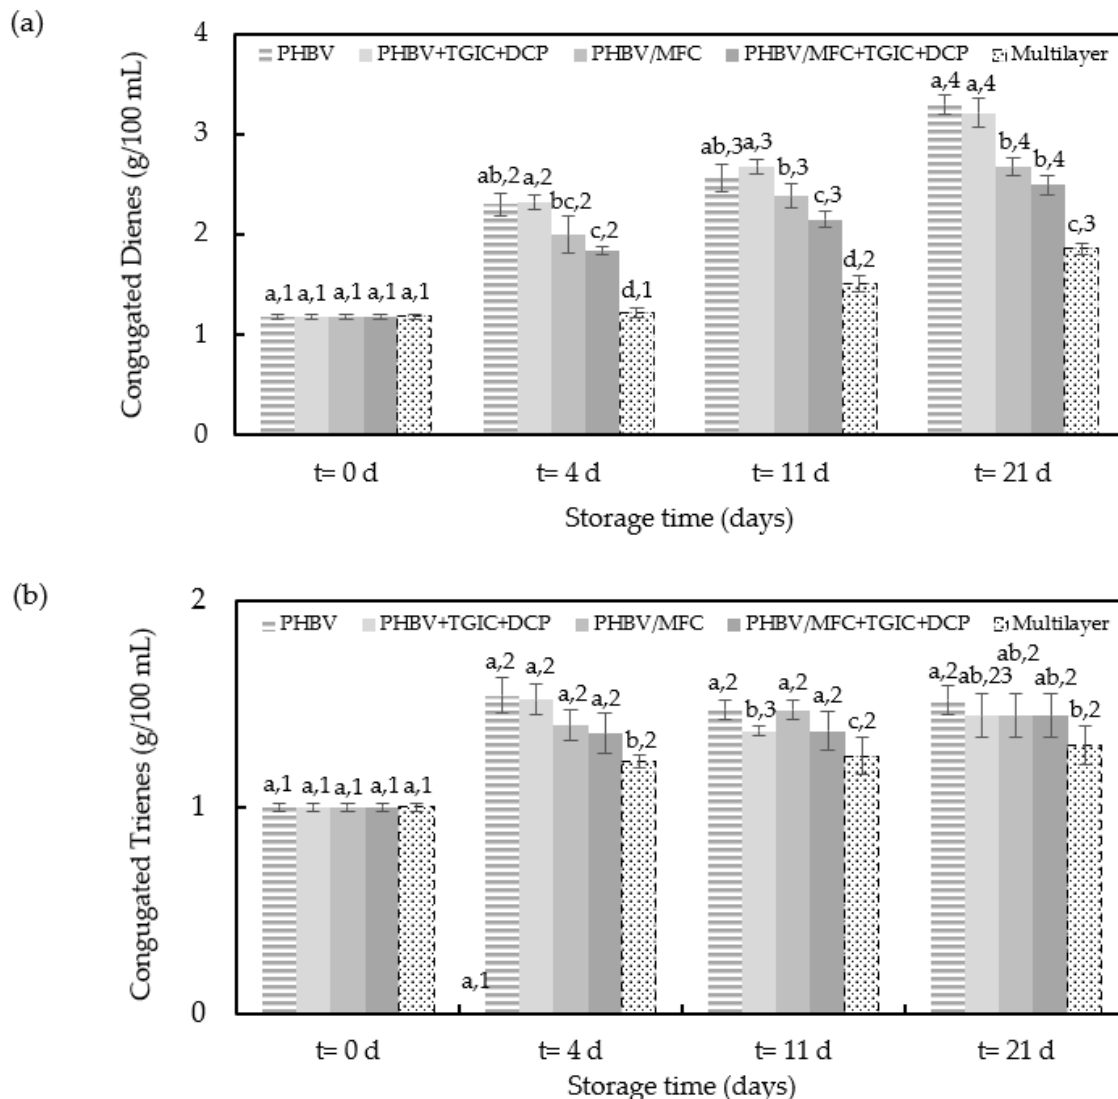 (a)
4
PHBV PHBV+TGIC+DCP PHBV/MFC PHBV/MFC+TGIC+DCP Multilayer
a,4 a,4
3
ab,3 a,3 b,4 b,4
ab,2 a,2 b,3
bc,2 c,3 c,3
2
c,2 d,2
d,1
a,1 a,1 a,1 a,1 a,1
1
0
Congugated Dienes (g/100 mL)
t= 0 d t= 4 d t= 11 d t= 21 d
Storage time (days)
(b)
2
PHBV PHBV+TGIC+DCP PHBV/MFC PHBV/MFC+TGIC+DCP Multilayer
ab,2
a,2 a,2 a,2 a,2 a,2 ab,23 ab,2
a,2 a,2 b,3 a,2 b,2
b,2 c,2
a,1 a,1 a,1 a,1 a,1
1
a,1
0
Congugated Trienes (g/100 mL)
t= 0 d t= 4 d t= 11 d t= 21 d
Storage time (days)